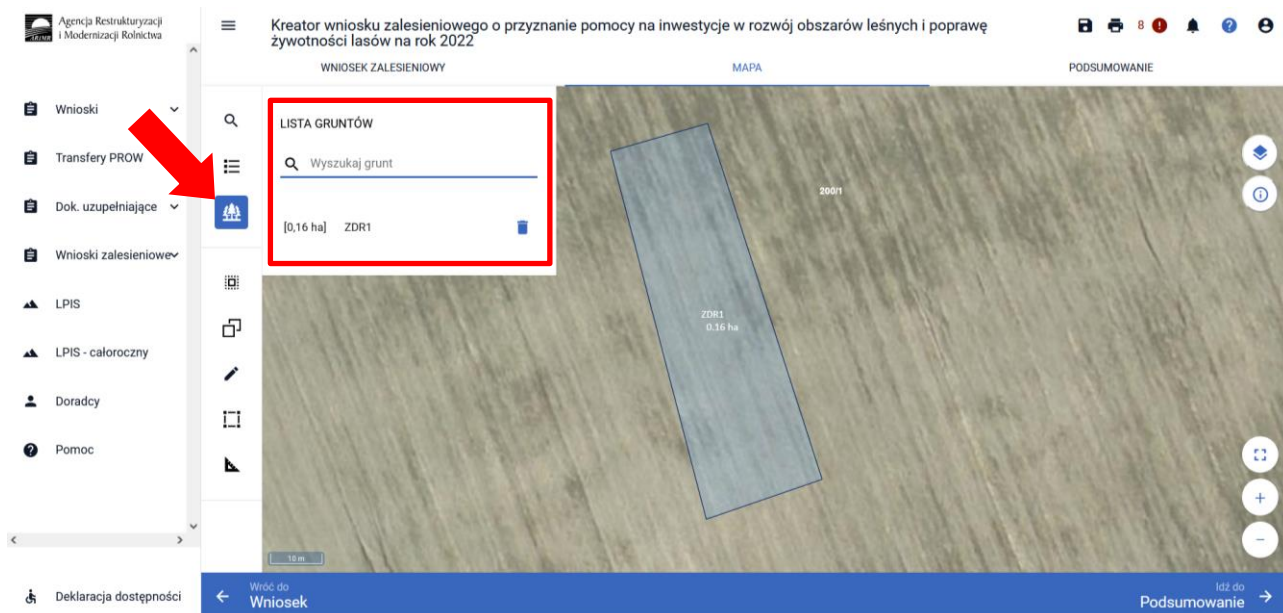 Agencja Restrukturyzacji
i Modernizacji Rolnictwa
ARiMR
Wnioski
Transfery PROW
Dok. uzupełniające
Wnioski zalesieniowe
LPIS
LPIS - całoroczny
Doradcy
Pomoc
Deklaracja dostępności
Kreator wniosku zalesieniowego o przyznanie pomocy na inwestycje w rozwój obszarów leśnych i poprawę
żywotności lasów na rok 2022
8
WNIOSEK ZALESIENIOWY
MAPA
PODSUMOWANIE
LISTA GRUNTÓW
Wyszukaj grunt
[0,16 ha] ZDR1
200/1
ZDR1
0.16 ha
10 m
Wróć do
Wniosek
Idź do
Podsumowanie